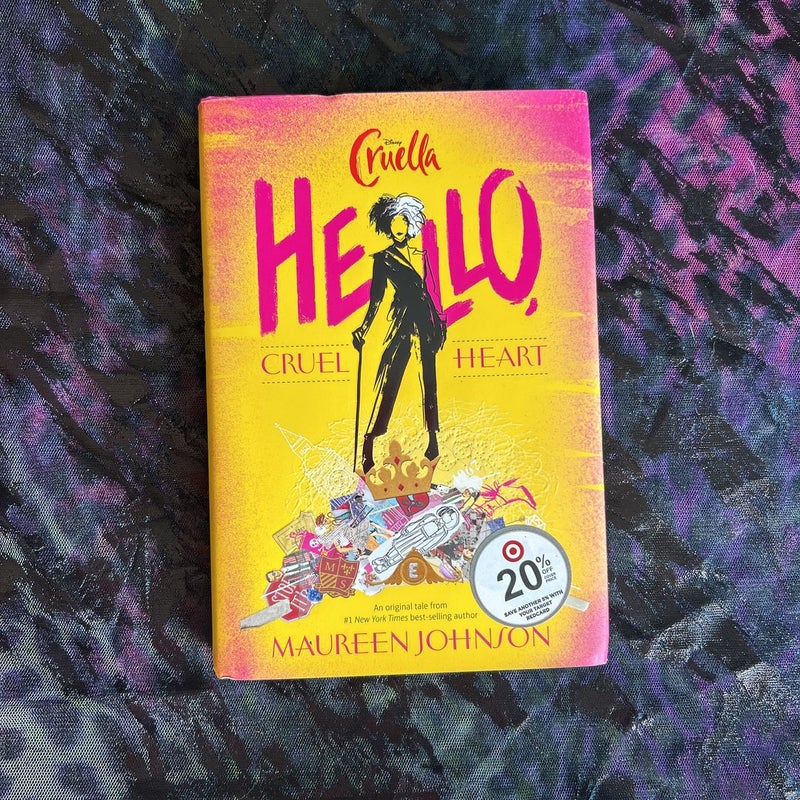 Disney
Cruella
HELLO,
CRUEL HEART
M S
E
An original tale from
#1 New York Times best-selling author
MAUREEN JOHNSON
20% OFF
SAVE ANOTHER 5% WITH
YOUR TARGET
REDCARD